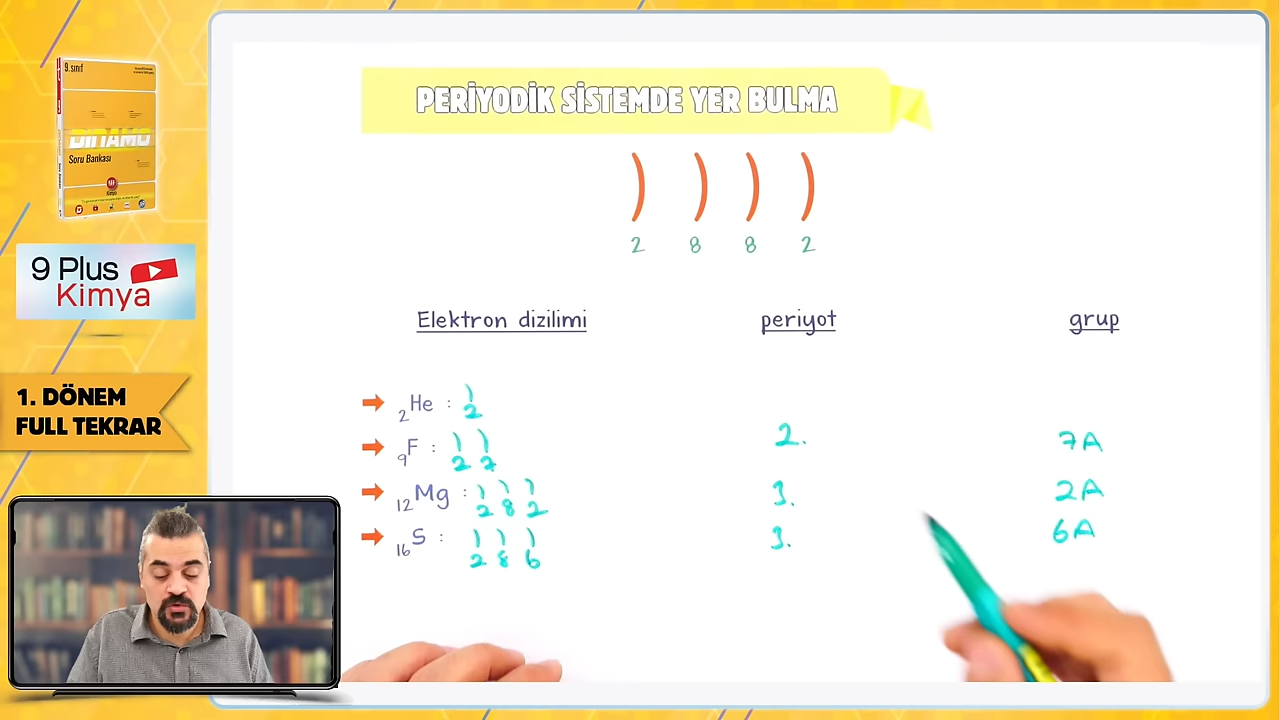 9.sınıf
DİNAMO
Soru Bankası
Kimya
9 Plus
Kimya
1. DÖNEM
FULL TEKRAR
PERİYODİK SİSTEMDE YER BULMA
2 8 8 2
Elektron dizilimi periyot grup
2He : 2
9F : 2 7 2. 7A
12Mg : 2 8 2 3. 2A
16S : 2 8 6 3. 6A